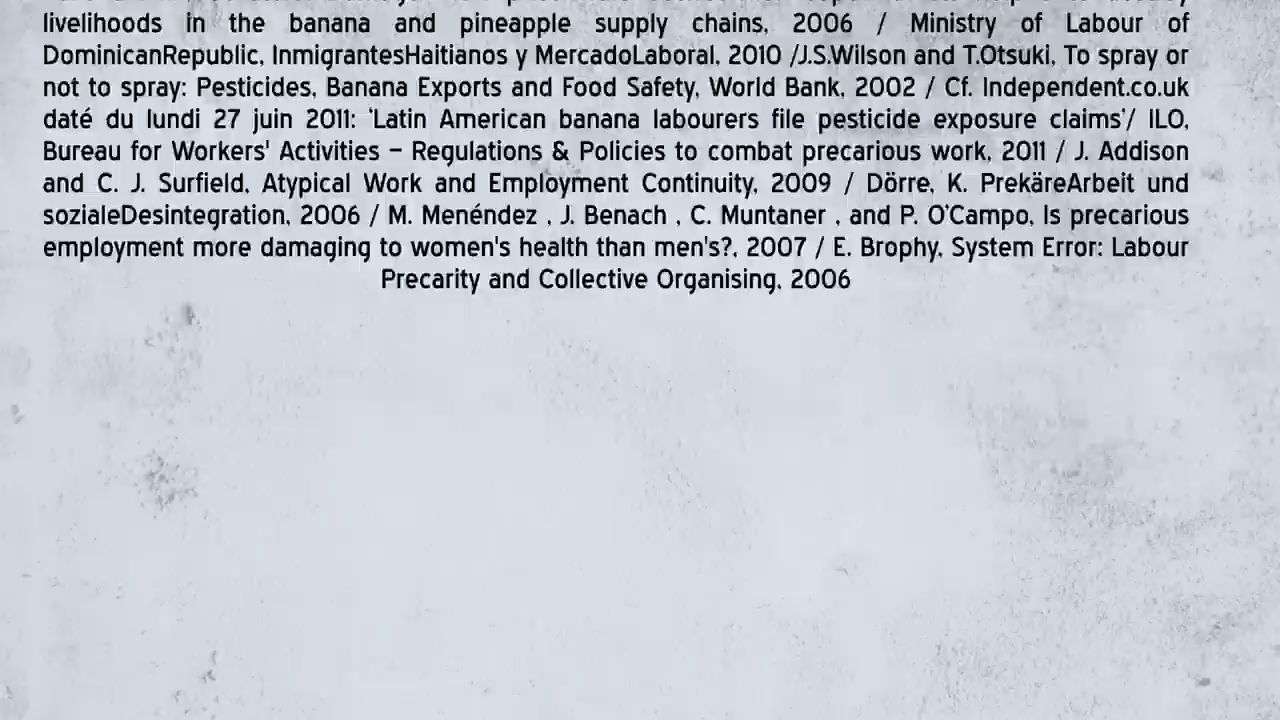 livelihoods in the banana and pineapple supply chains, 2006 / Ministry of Labour of
DominicanRepublic, InmigrantesHaitianos y MercadoLaboral, 2010 /J.S.Wilson and T.Otsuki, To spray or
not to spray: Pesticides, Banana Exports and Food Safety, World Bank, 2002 / Cf. Independent.co.uk
daté du lundi 27 juin 2011: 'Latin American banana labourers file pesticide exposure claims'/ ILO,
Bureau for Workers' Activities – Regulations & Policies to combat precarious work, 2011 / J. Addison
and C. J. Surfield, Atypical Work and Employment Continuity, 2009 / Dörre, K. PrekäreArbeit und
sozialeDesintegration, 2006 / M. Menéndez , J. Benach , C. Muntaner , and P. O'Campo, Is precarious
employment more damaging to women's health than men's?, 2007 / E. Brophy, System Error: Labour
Precarity and Collective Organising, 2006